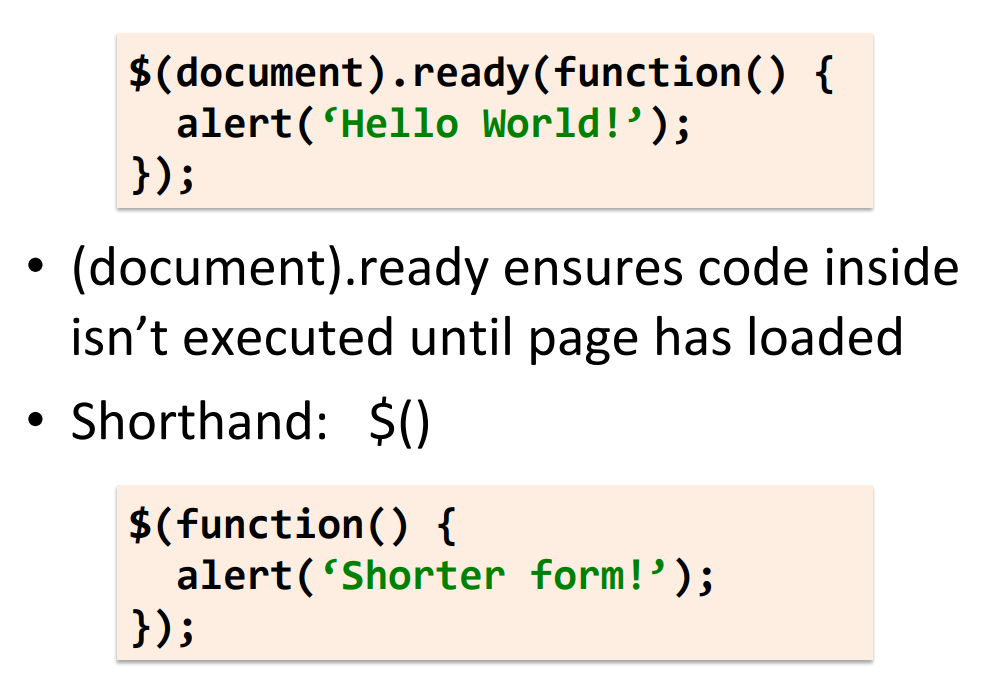 $(document).ready(function() {
  alert(‘Hello World!’);
});
• (document).ready ensures code inside
isn’t executed until page has loaded
• Shorthand:   $()
$(function() {
  alert(‘Shorter form!’);
});